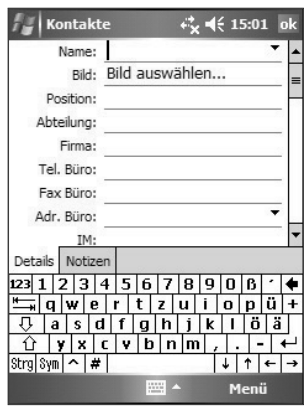 Kontakte 15:01 ok
Name:
Bild: Bild auswählen...
Position:
Abteilung:
Firma:
Tel. Büro:
Fax Büro:
Adr. Büro:
IM:
Details Notizen
123 1 2 3 4 5 6 7 8 9 0 ß ´
q w e r t z u i o p ü +
a s d f g h j k l ö ä
y x c v b n m , . -
Strg Sym ^ #
Menü